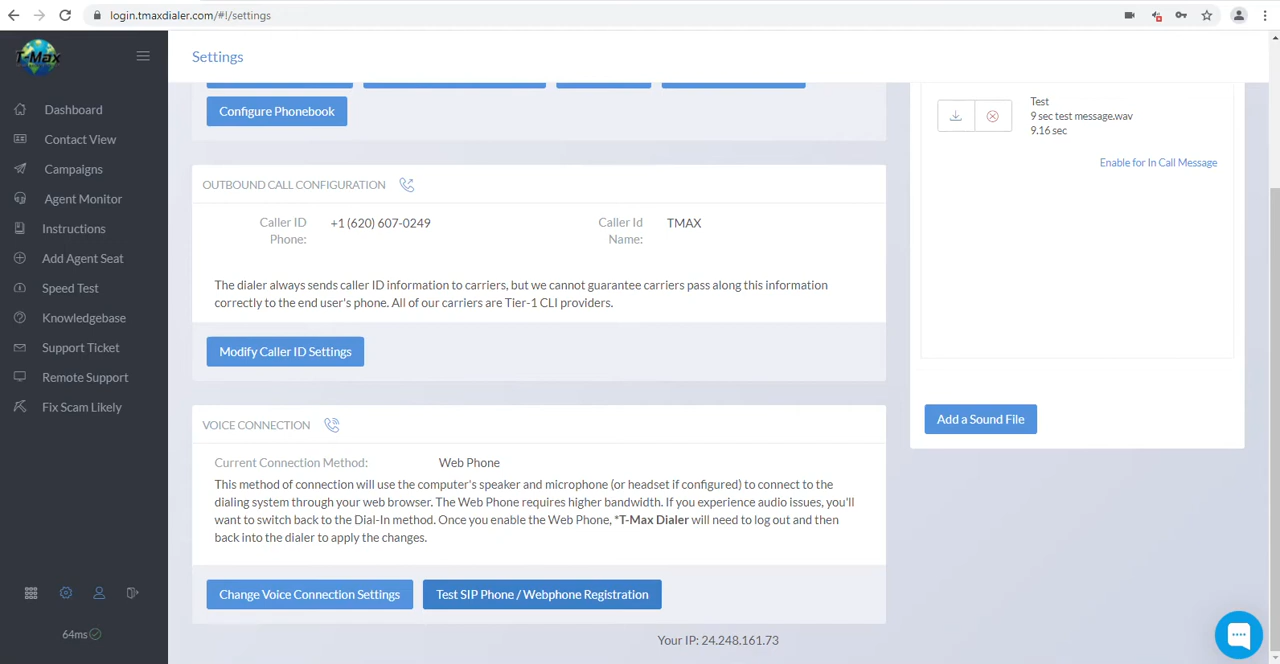 login.tmaxdialer.com/#!/settings
T-Max
Settings
Dashboard
Contact View
Campaigns
Agent Monitor
Instructions
Add Agent Seat
Speed Test
Knowledgebase
Support Ticket
Remote Support
Fix Scam Likely
64ms
Configure Phonebook
OUTBOUND CALL CONFIGURATION
Caller ID Phone:
+1 (620) 607-0249
Caller Id Name:
TMAX
The dialer always sends caller ID information to carriers, but we cannot guarantee carriers pass along this information
correctly to the end user's phone. All of our carriers are Tier-1 CLI providers.
Modify Caller ID Settings
VOICE CONNECTION
Current Connection Method:
Web Phone
This method of connection will use the computer's speaker and microphone (or headset if configured) to connect to the
dialing system through your web browser. The Web Phone requires higher bandwidth. If you experience audio issues, you'll
want to switch back to the Dial-In method. Once you enable the Web Phone, *T-Max Dialer will need to log out and then
back into the dialer to apply the changes.
Change Voice Connection Settings
Test SIP Phone / Webphone Registration
Your IP: 24.248.161.73
Test
9 sec test message.wav
9.16 sec
Enable for In Call Message
Add a Sound File